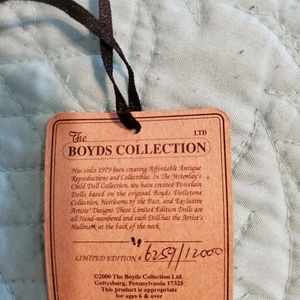 The
LTD
BOYDS COLLECTION
Has since 1979 been creating Affordable Antique
Reproductions and Collectibles. In The Yesterday's
Child Doll Collection, we have created Porcelain
Dolls, based on the original Boyds Dollstone
Collection, Heirlooms of the Past, and Exclusive
Artists' Designs. These Limited Edition Dolls are
all Hand-numbered and each Doll has the Artist's
Hallmark at the back of the neck.
LIMITED EDITION 6259/12000
©2000 The Boyds Collection Ltd.
Gettysburg, Pennsylvania 17325
This product is appropriate
for ages 6 & over